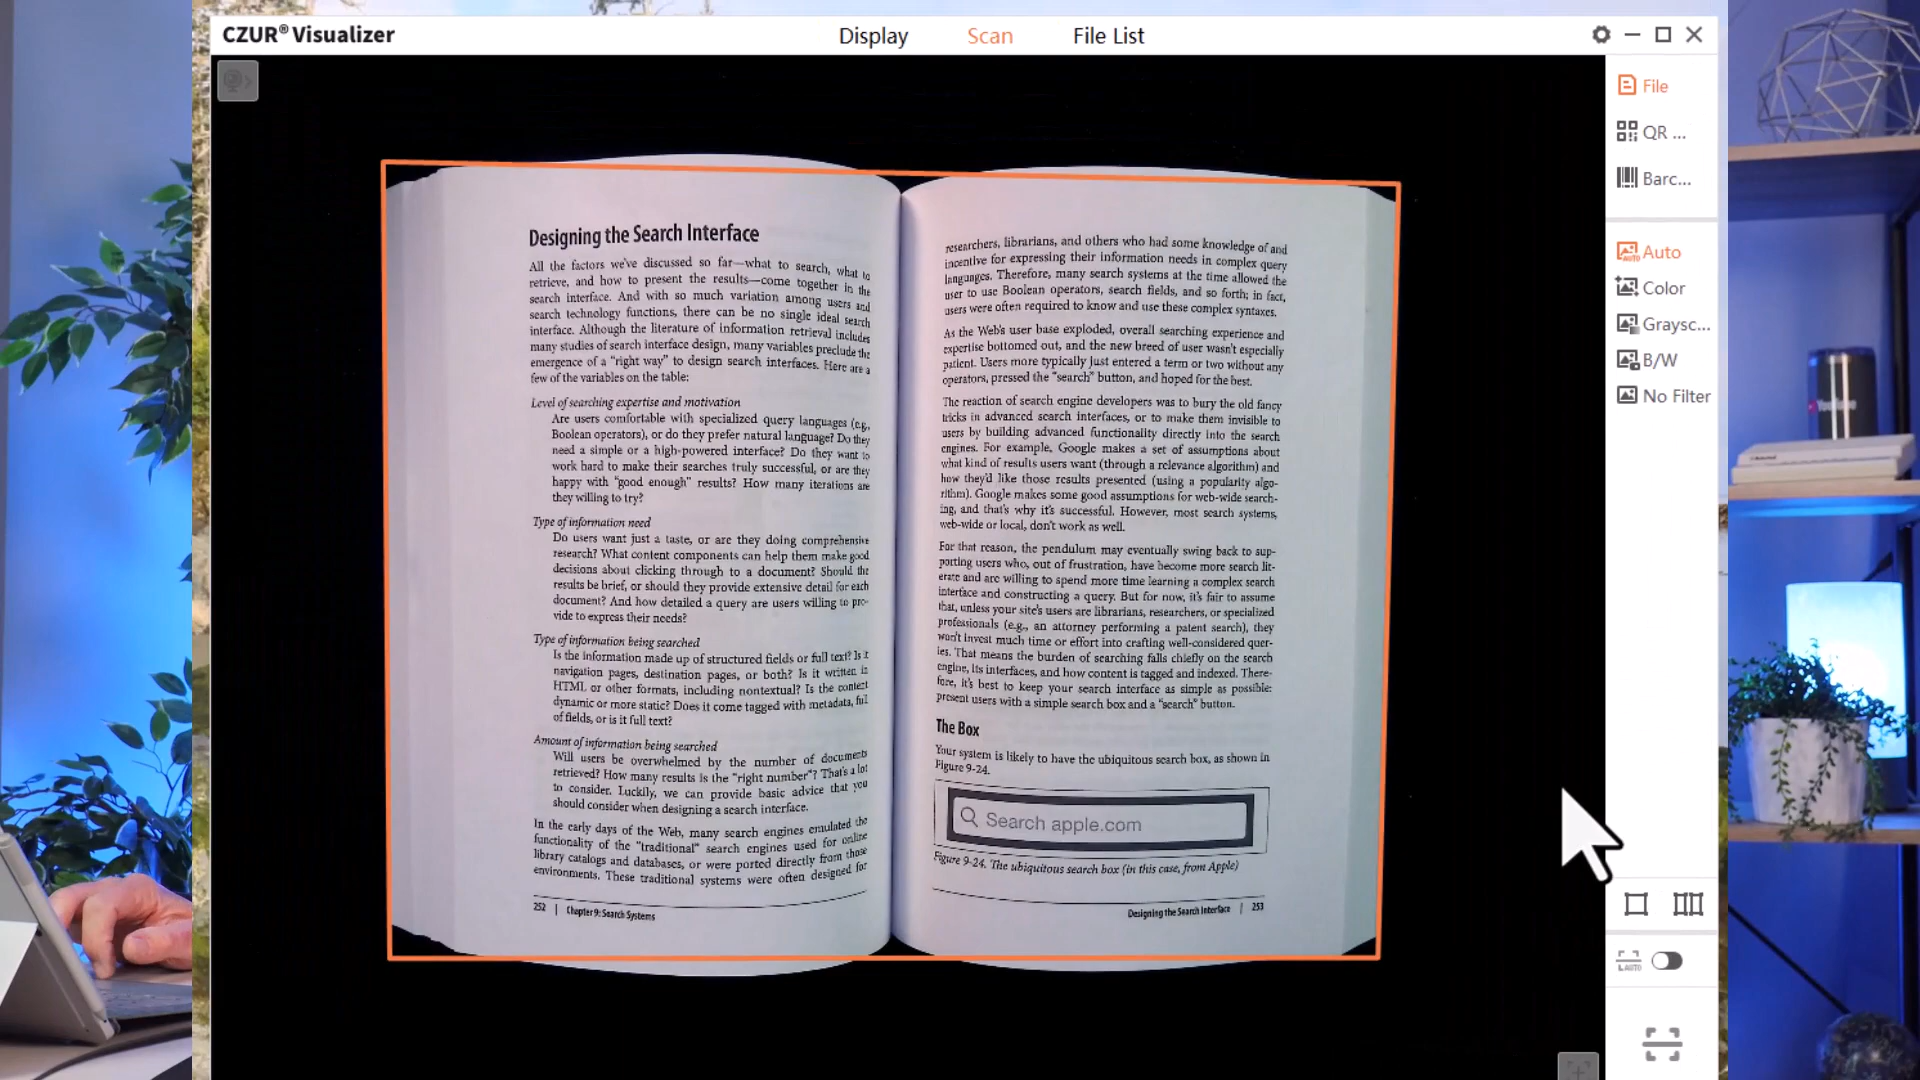 CZUR® Visualizer
Display
Scan
File List
File
QR ...
Barc...
Auto
Color
Graysc...
B/W
No Filter
Designing the Search Interface
All the factors we've discussed so far—what to search, what to
retrieve, and how to present the results—come together in the
search interface. And with so much variation among users and
search technology functions, there can be no single ideal search
interface. Although the literature of information retrieval includes
many studies of search interface design, many variables preclude the
emergence of a "right way" to design search interfaces. Here are a
few of the variables on the table:
Level of searching expertise and motivation
Are users comfortable with specialized query languages (e.g.,
Boolean operators), or do they prefer natural language? Do they
need a simple or a high-powered interface? Do they want to
work hard to make their searches truly successful, or are they
happy with "good enough" results? How many iterations are
they willing to try?
Type of information need
Do users want just a taste, or are they doing comprehensive
research? What content components can help them make good
decisions about clicking through to a document? Should the
results be brief, or should they provide extensive detail for each
document? And how detailed a query are users willing to pro-
vide to express their needs?
Type of information being searched
Is the information made up of structured fields or full text? Is it
navigation pages, destination pages, or both? Is it written in
HTML or other formats, including nontextual? Is the content
dynamic or more static? Does it come tagged with metadata, full
of fields, or is it full text?
Amount of information being searched
Will users be overwhelmed by the number of documents
retrieved? How many results is the "right number"? That's a lot
to consider. Luckily, we can provide basic advice that you
should consider when designing a search interface.
In the early days of the Web, many search engines emulated the
functionality of the "traditional" search engines used for online
library catalogs and databases, or were ported directly from those
environments. These traditional systems were often designed for
252 | Chapter 9: Search Systems
researchers, librarians, and others who had some knowledge of and
incentive for expressing their information needs in complex query
languages. Therefore, many search systems at the time allowed the
user to use Boolean operators, search fields, and so forth; in fact,
users were often required to know and use these complex syntaxes.
As the Web's user base exploded, overall searching experience and
expertise bottomed out, and the new breed of user wasn't especially
patient. Users more typically just entered a term or two without any
operators, pressed the "search" button, and hoped for the best.
The reaction of search engine developers was to bury the old fancy
tricks in advanced search interfaces, or to make them invisible to
users by building advanced functionality directly into the search
engines. For example, Google makes a set of assumptions about
what kind of results users want (through a relevance algorithm) and
how they'd like those results presented (using a popularity algo-
rithm). Google makes some good assumptions for web-wide search-
ing, and that's why it's successful. However, most search systems,
web-wide or local, don't work as well.
For that reason, the pendulum may eventually swing back to sup-
porting users who, out of frustration, have become more search lit-
erate and are willing to spend more time learning a complex search
interface and constructing a query. But for now, it's fair to assume
that, unless your site's users are librarians, researchers, or specialized
professionals (e.g., an attorney performing a patent search), they
won't invest much time or effort into crafting well-considered quer-
ies. That means the burden of searching falls chiefly on the search
engine, its interfaces, and how content is tagged and indexed. There-
fore, it's best to keep your search interface as simple as possible:
present users with a simple search box and a "search" button.
The Box
Your system is likely to have the ubiquitous search box, as shown in
Figure 9-24.
Search apple.com
Figure 9-24. The ubiquitous search box (in this case, from Apple)
Designing the Search Interface | 253
AUTO